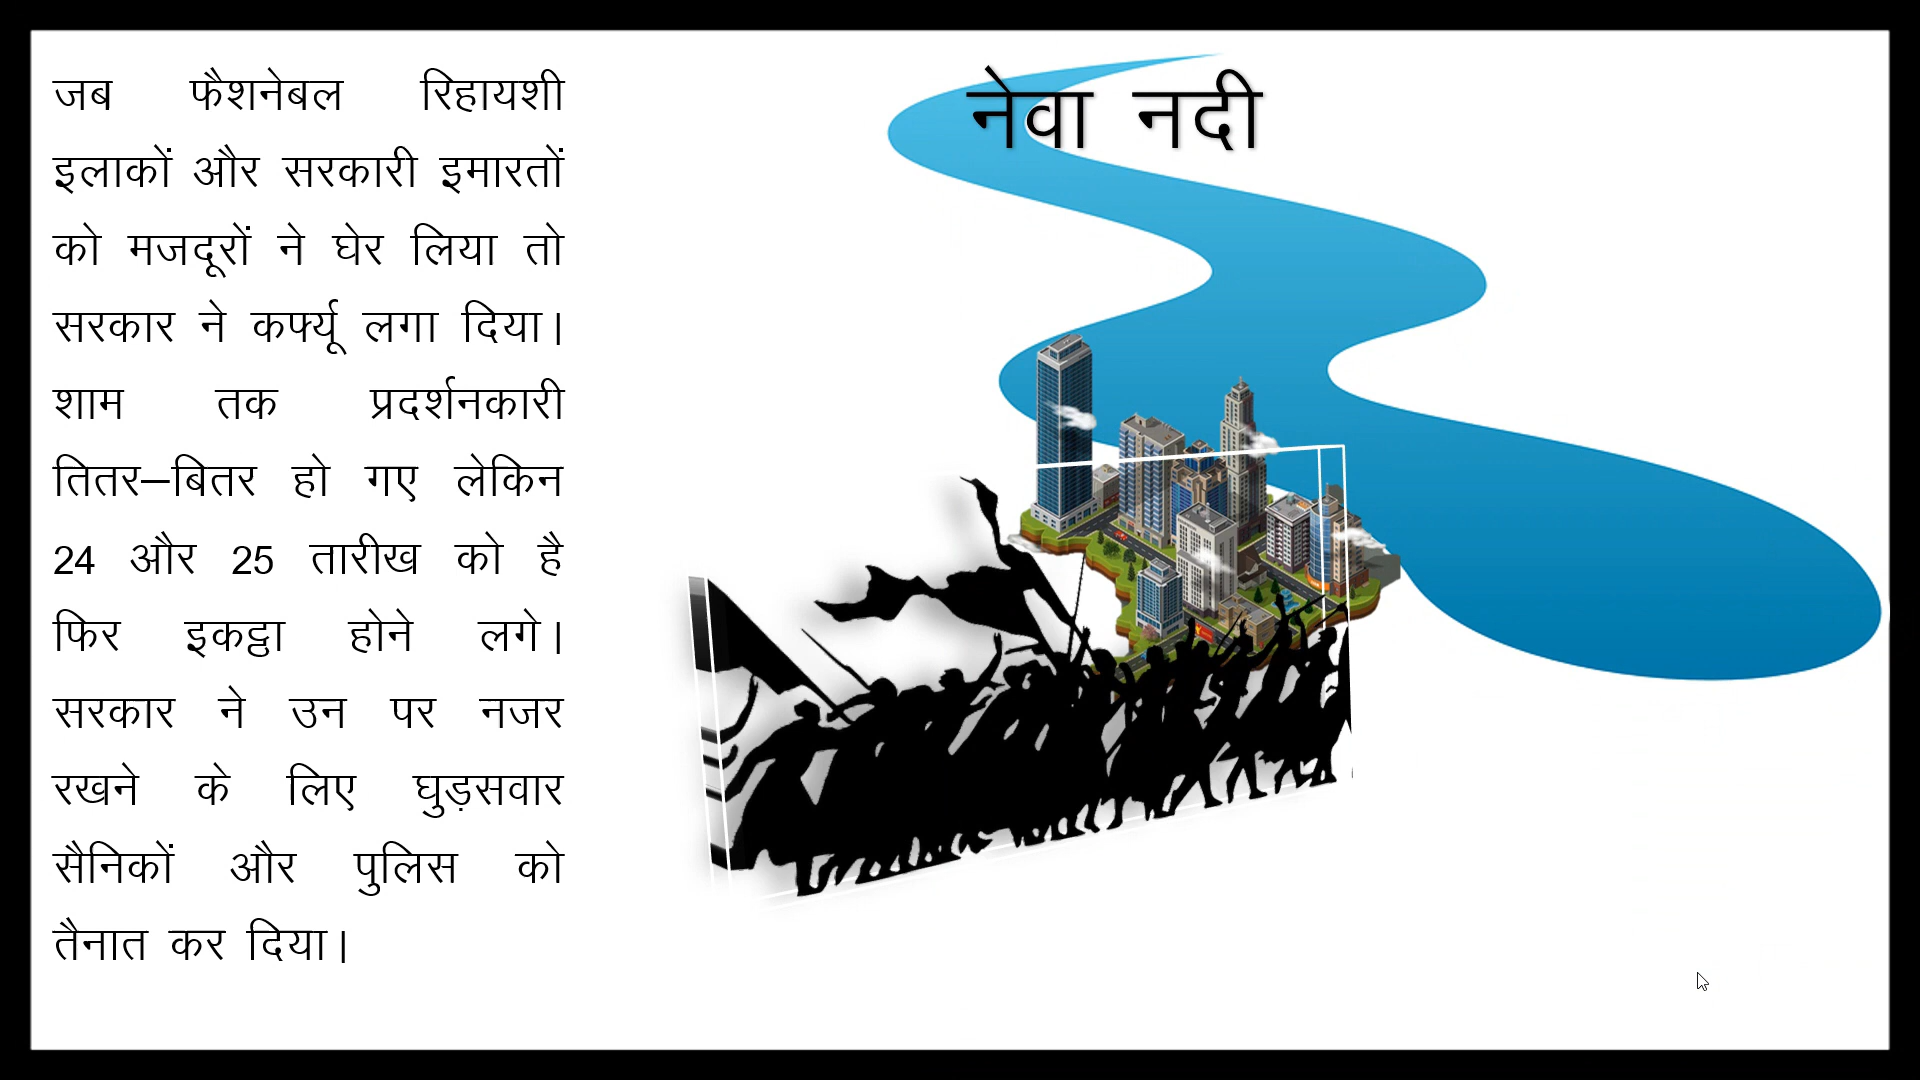 जब फैशनेबल रिहायशी
इलाकों और सरकारी इमारतों
को मजदूरों ने घेर लिया तो
सरकार ने कर्फ्यू लगा दिया।
शाम तक प्रदर्शनकारी
तितर–बितर हो गए लेकिन
24 और 25 तारीख को है
फिर इकट्ठा होने लगे।
सरकार ने उन पर नजर
रखने के लिए घुड़सवार
सैनिकों और पुलिस को
तैनात कर दिया।
नेवा नदी